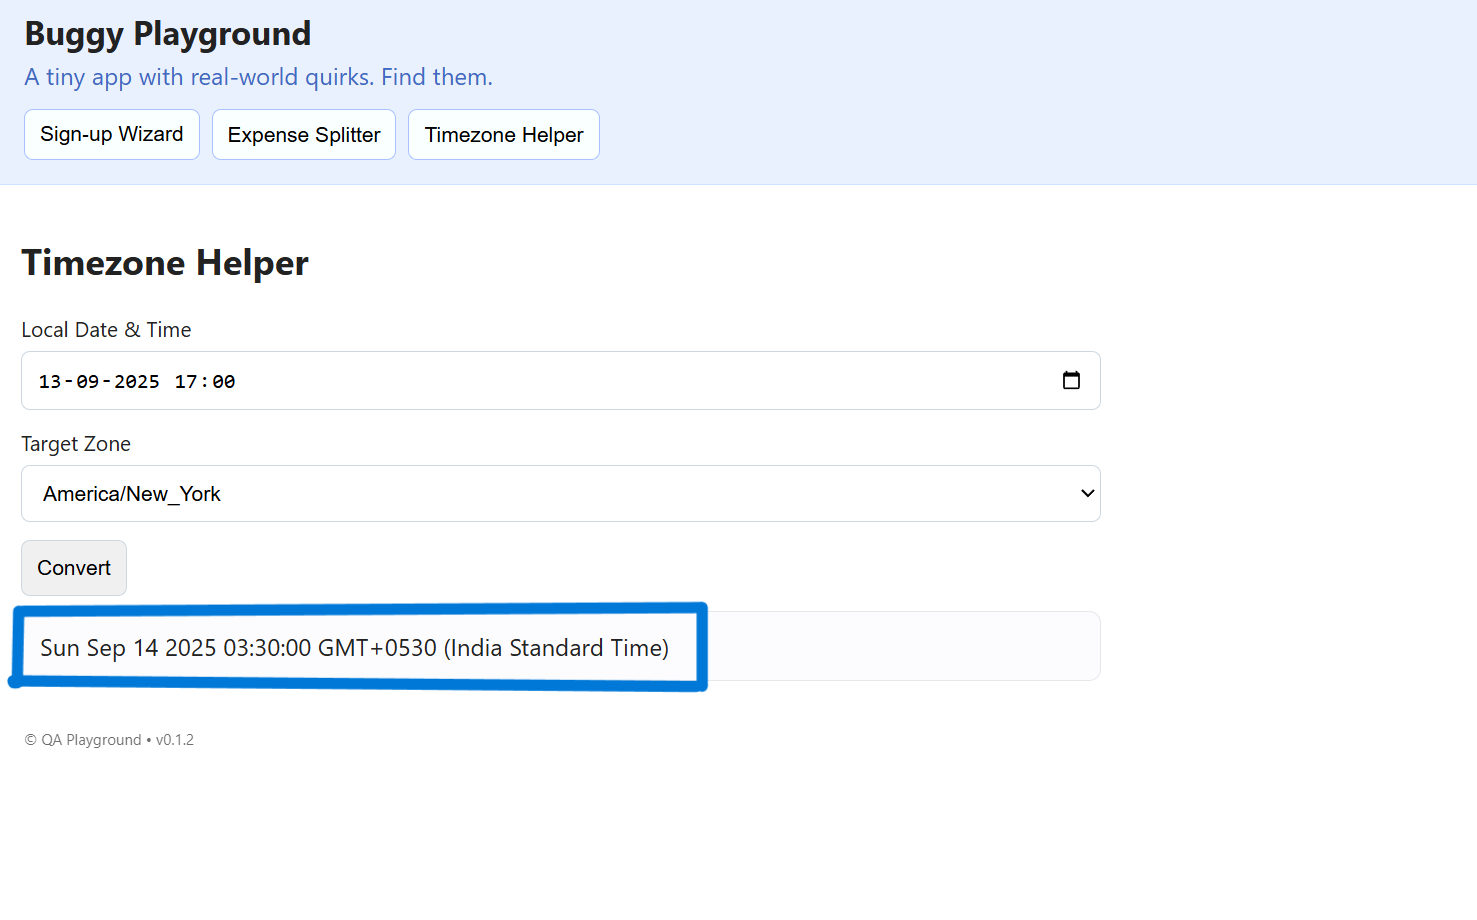 Buggy Playground
A tiny app with real-world quirks. Find them.
Sign-up Wizard Expense Splitter Timezone Helper
Timezone Helper
Local Date & Time
13-09-2025 17:00
Target Zone
America/New_York
Convert
Sun Sep 14 2025 03:30:00 GMT+0530 (India Standard Time)
© QA Playground • v0.1.2